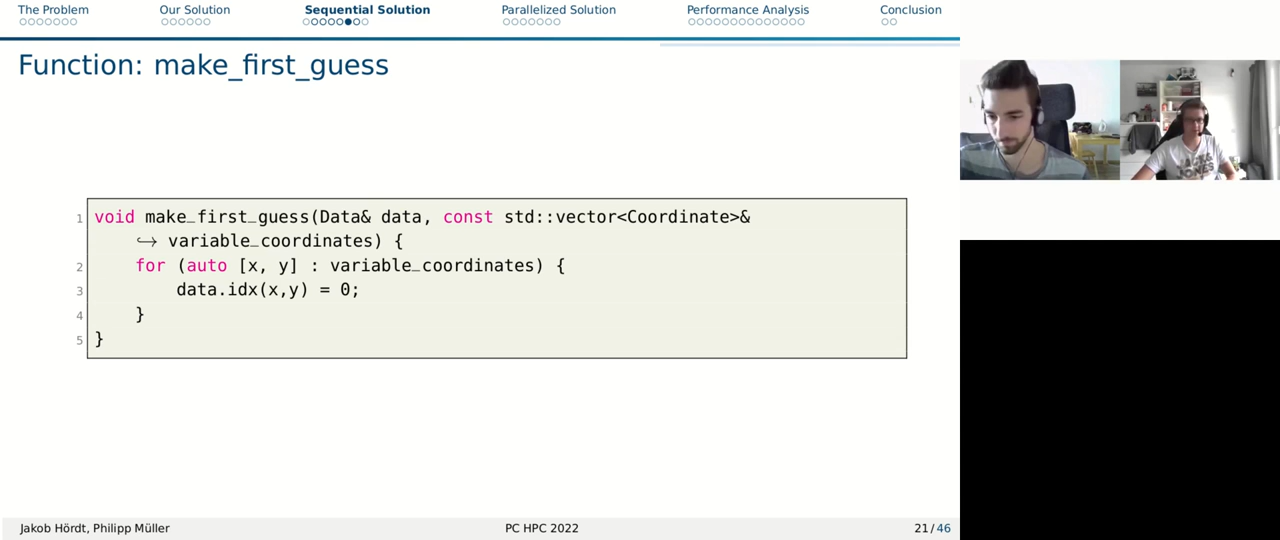 The Problem
Our Solution
Sequential Solution
Parallelized Solution
Performance Analysis
Conclusion
Function: make_first_guess
1 void make_first_guess(Data& data, const std::vector<Coordinate>&
↪ variable_coordinates) {
2 for (auto [x, y] : variable_coordinates) {
3 data.idx(x,y) = 0;
4 }
5 }
Jakob Hördt, Philipp Müller
PC HPC 2022
21 / 46
JACK
JONES